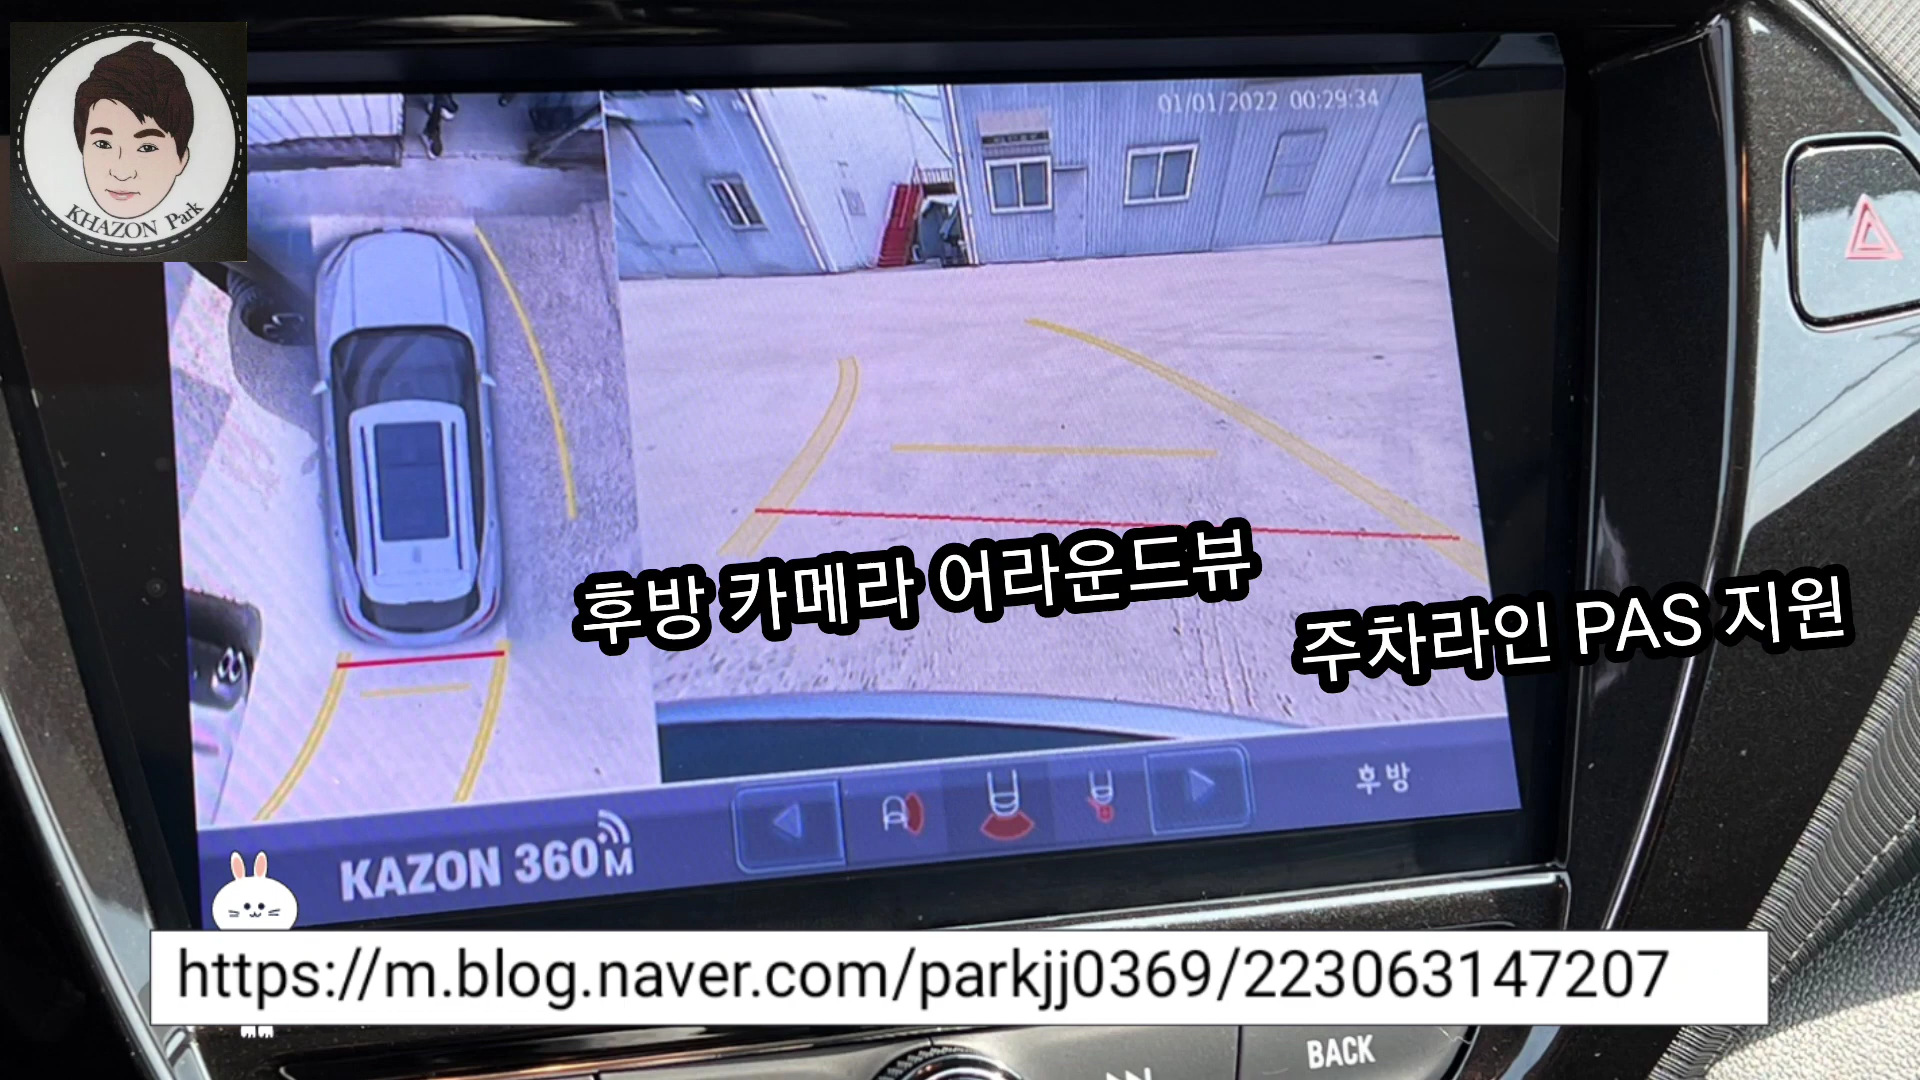 01/01/2022 00:29:34
KHAZON Park
후방 카메라 어라운드뷰
주차라인 PAS 지원
후방
KAZON 360M
https://m.blog.naver.com/parkjj0369/223063147207
BACK